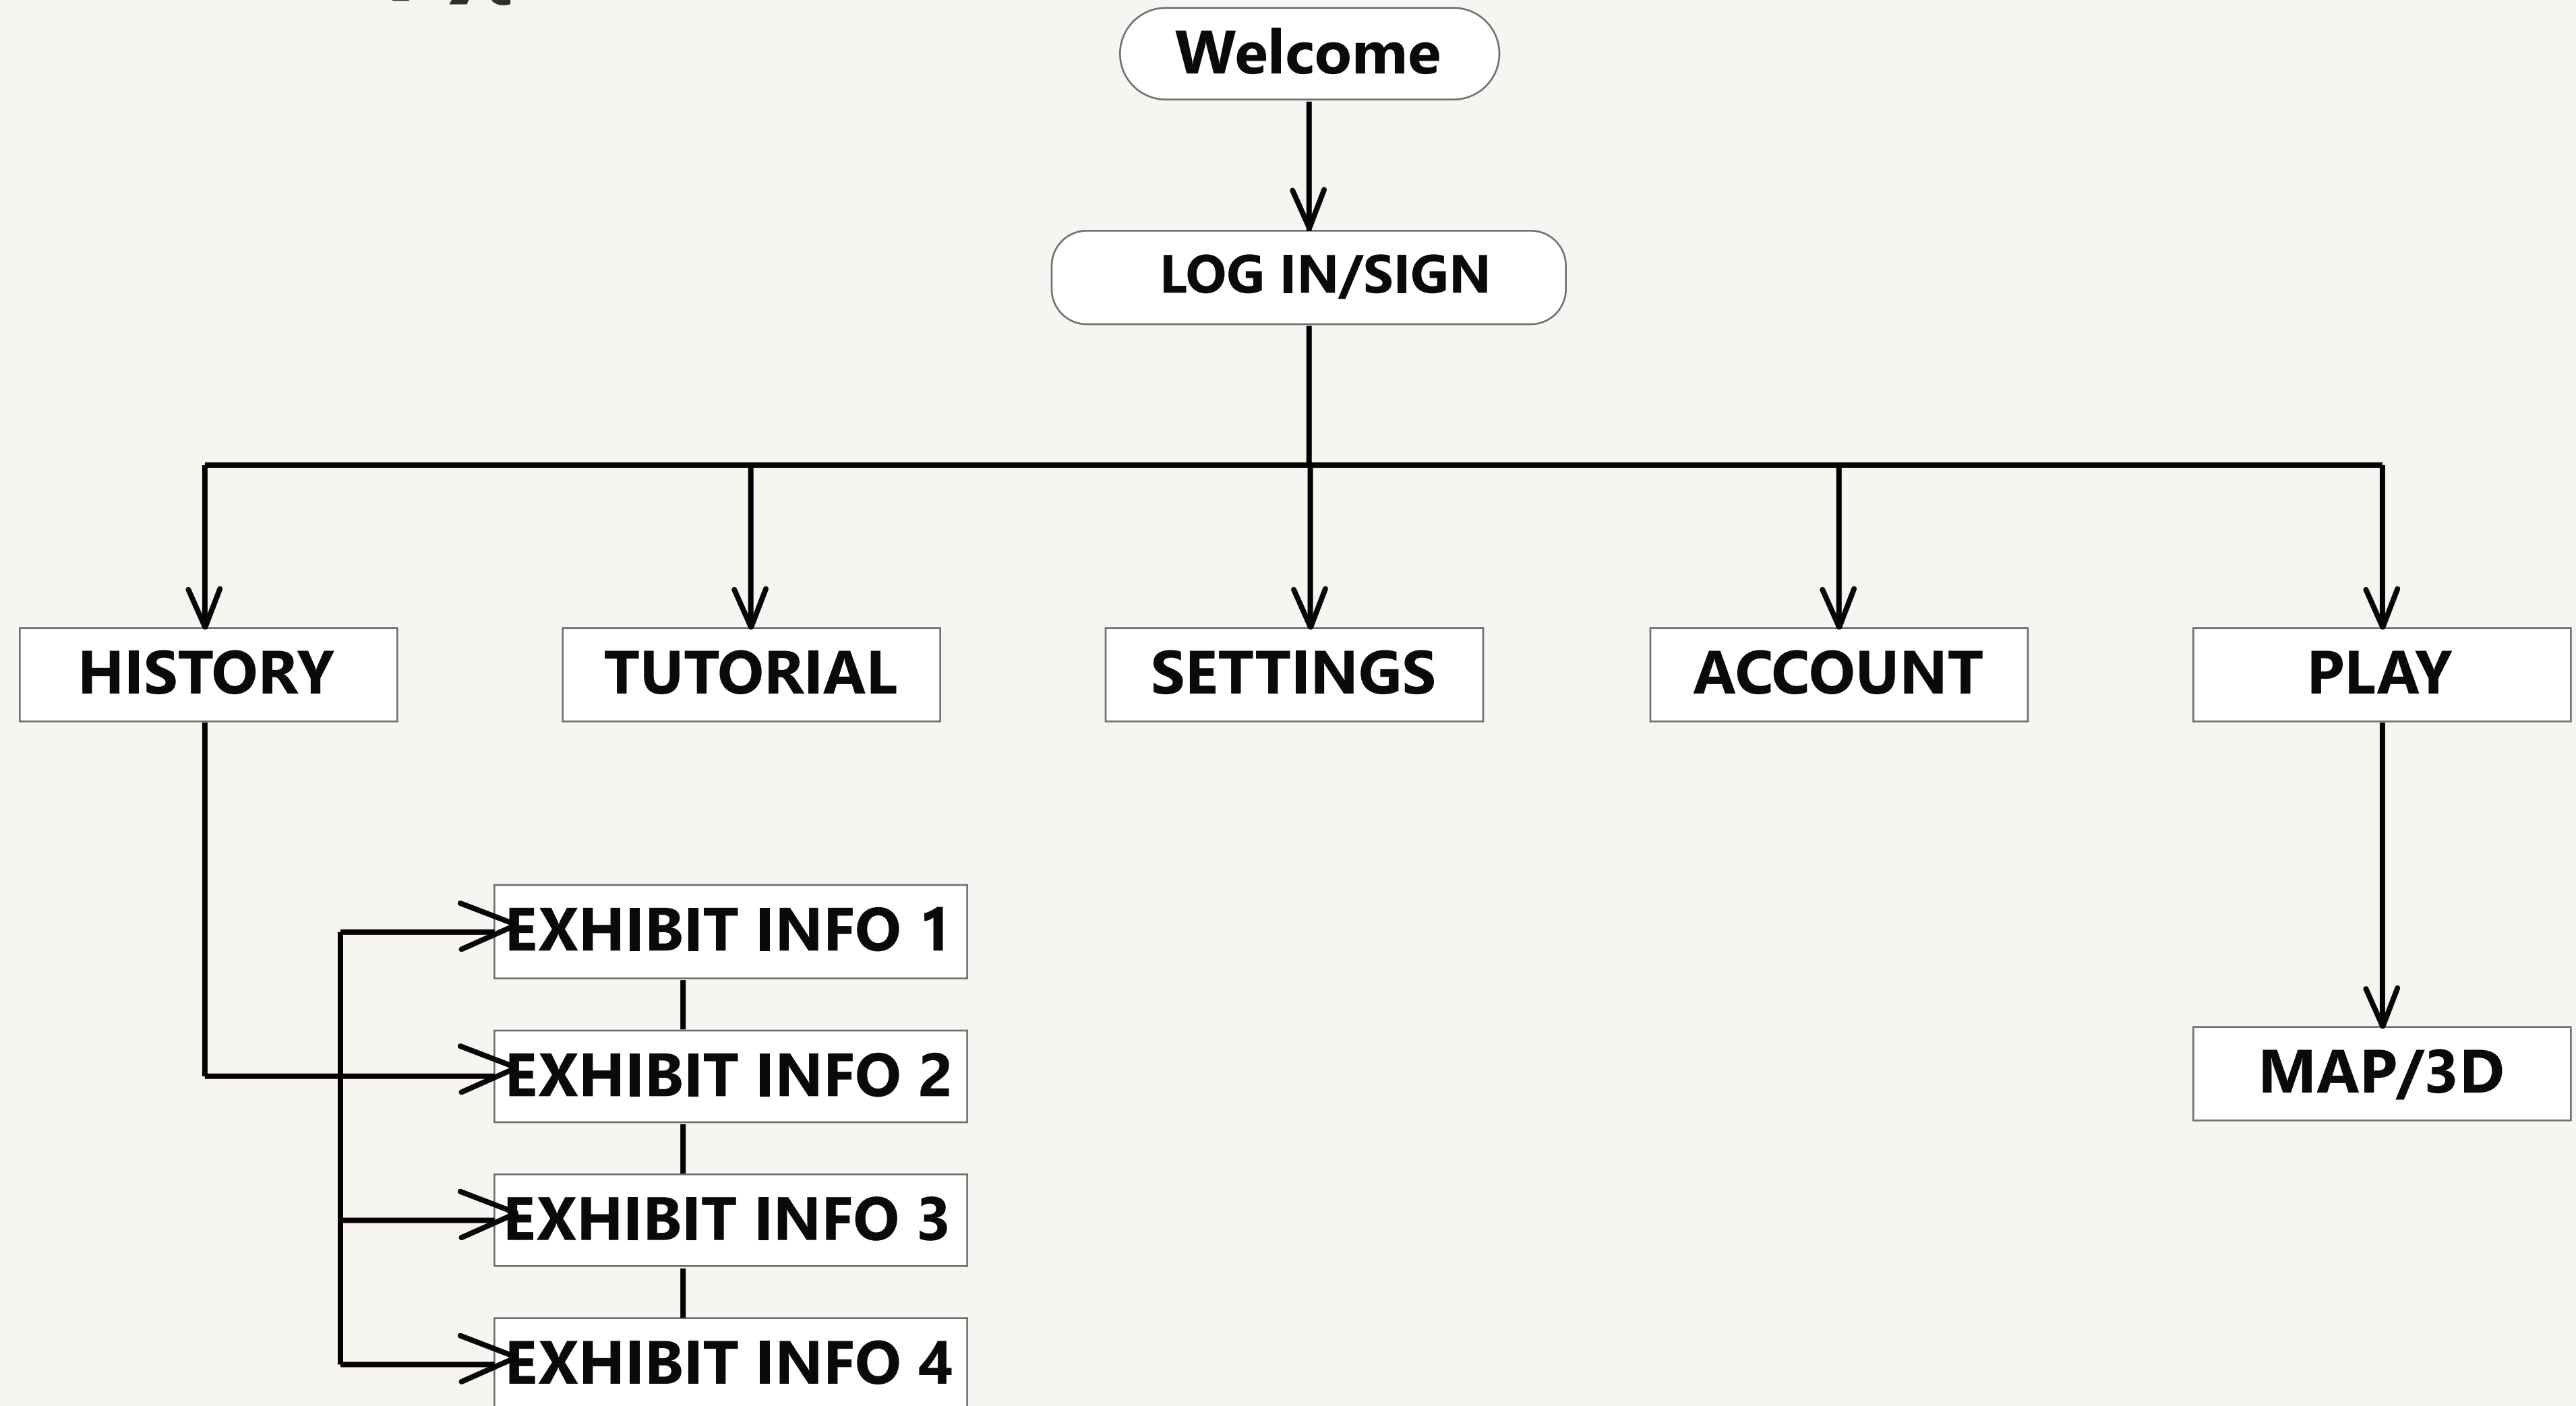 Welcome
LOG IN/SIGN
HISTORY
TUTORIAL
SETTINGS
ACCOUNT
PLAY
EXHIBIT INFO 1
EXHIBIT INFO 2
MAP/3D
EXHIBIT INFO 3
EXHIBIT INFO 4